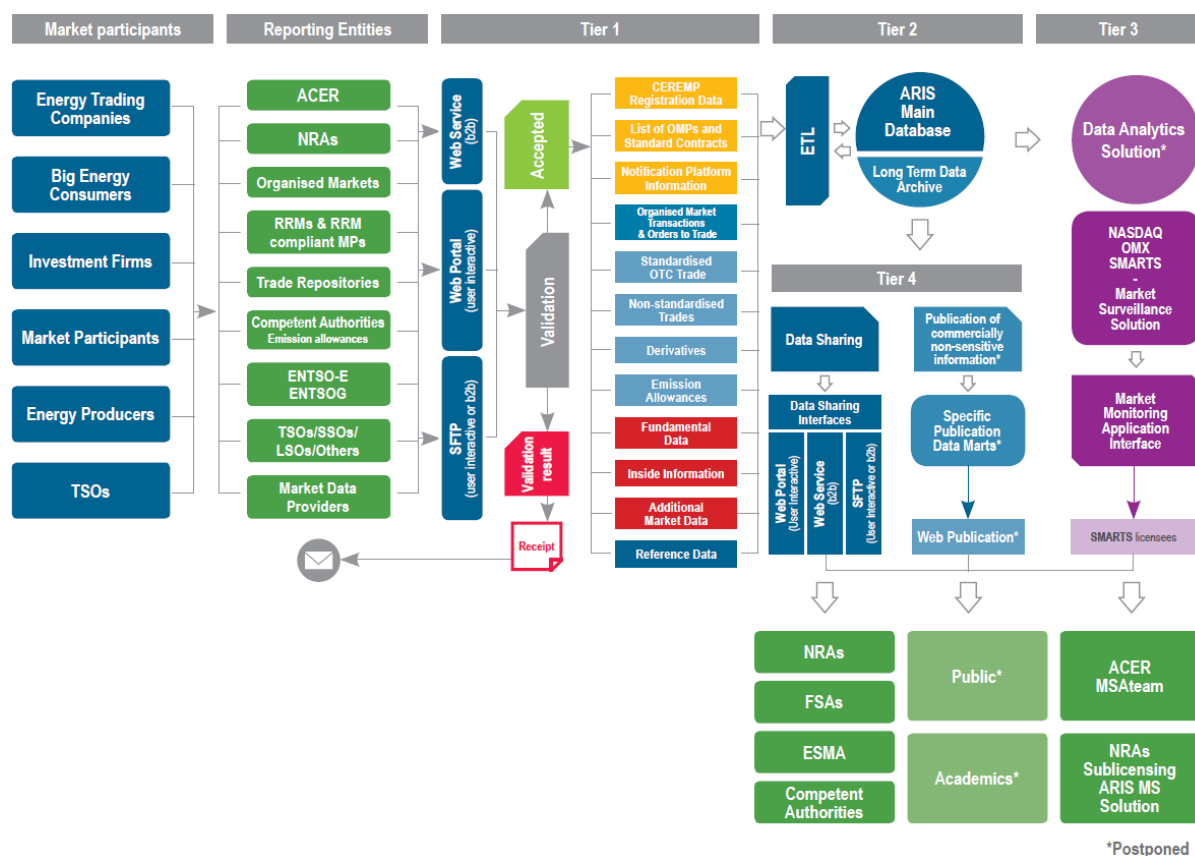 Market participants
Reporting Entities
Tier 1
Tier 2
Tier 3
Energy Trading
Companies
Big Energy
Consumers
Investment Firms
Market Participants
Energy Producers
TSOs
ACER
NRAs
Organised Markets
RRMs & RRM
compliant MPs
Trade Repositories
Competent Authorities
Emission allowances
ENTSO-E
ENTSOG
TSOs/SSOs/
LSOs/Others
Market Data
Providers
Web Service
(b2b)
Web Portal
(user interactive)
SFTP
(user interactive or b2b)
Accepted
Validation
Validation
result
Receipt
CEREMP
Registration Data
List of OMPs and
Standard Contracts
Notification Platform
Information
Organised Market
Transactions
& Orders to Trade
Standardised
OTC Trade
Non-standardised
Trades
Derivatives
Emission
Allowances
Fundamental
Data
Inside Information
Additional
Market Data
Reference Data
ETL
ARIS
Main
Database
Long Term Data
Archive
Tier 4
Data Sharing
Data Sharing
Interfaces
Web Portal
(User Interactive)
Web Service
(b2b)
SFTP
(User Interactive or b2b)
Publication of
commercially
non-sensitive
information*
Specific
Publication
Data Marts*
Web Publication*
Data Analytics
Solution*
NASDAQ
OMX
SMARTS
-
Market
Surveillance
Solution
Market
Monitoring
Application
Interface
SMARTS licensees
NRAs
FSAs
ESMA
Competent
Authorities
Public*
Academics*
ACER
MSAteam
NRAs
Sublicensing
ARIS MS
Solution
*Postponed